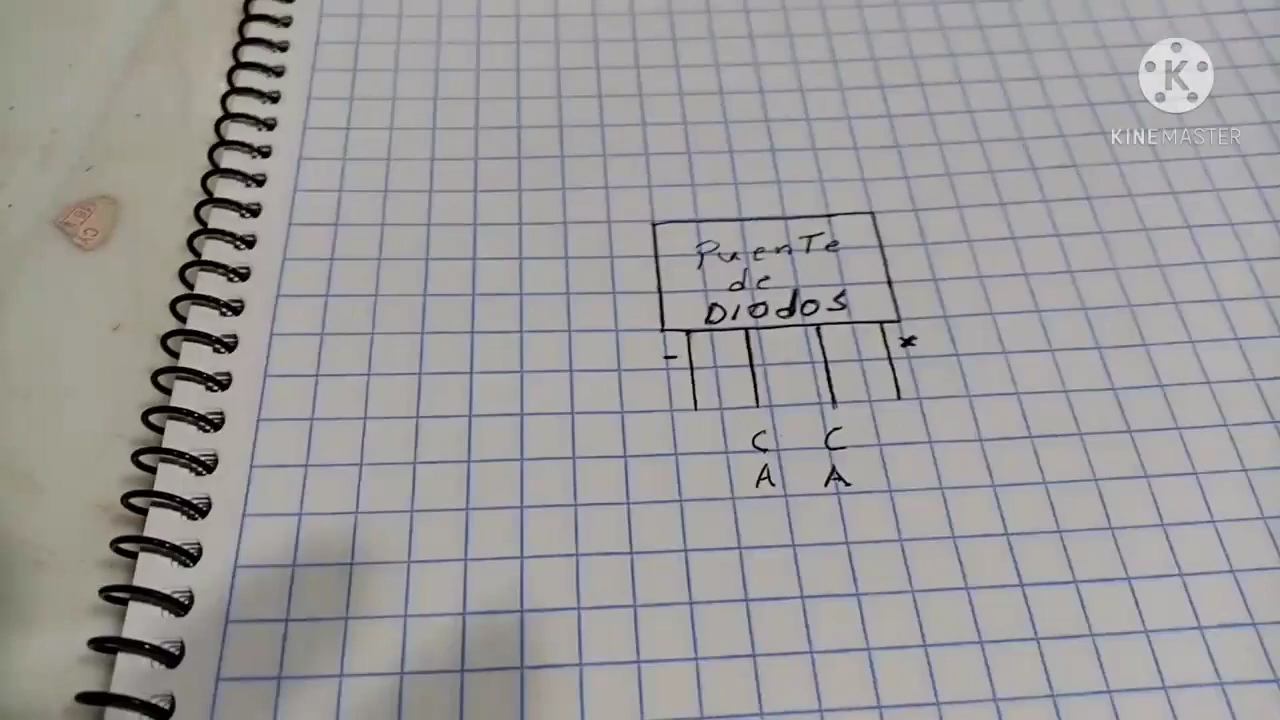 K
KINEMASTER
Puente
de
DIodoS
- +
C C
A A